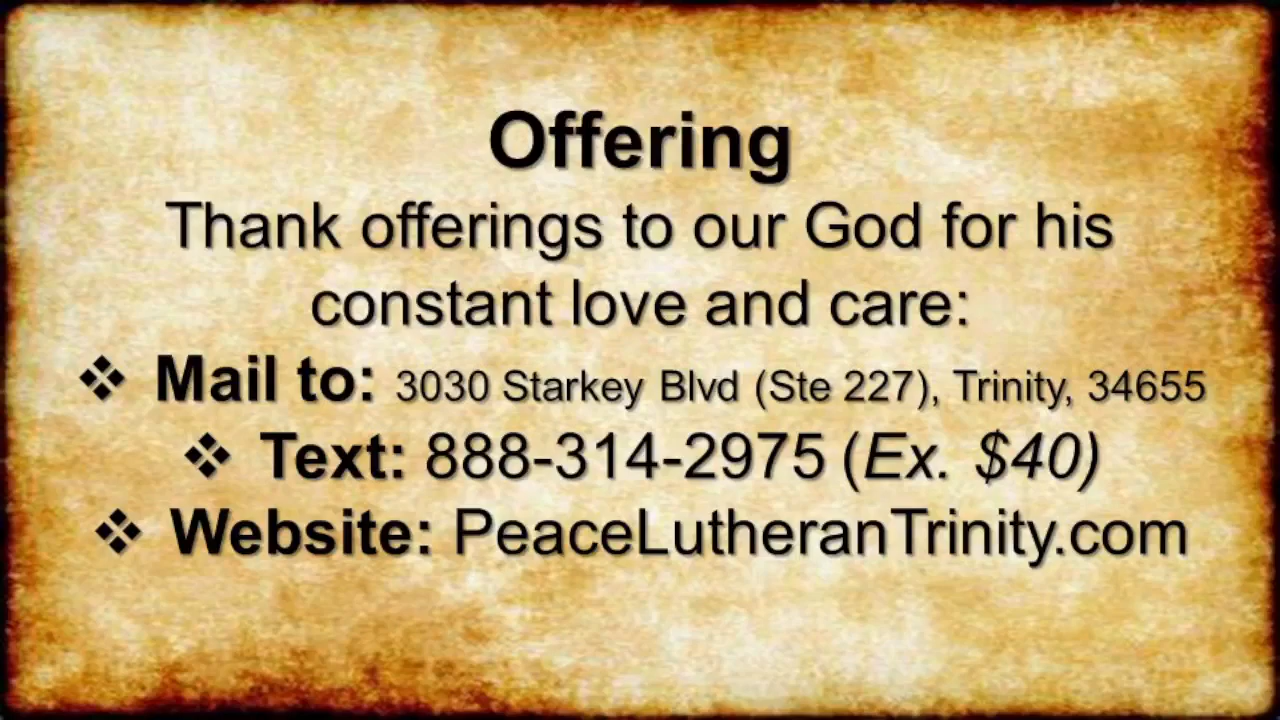 Offering
Thank offerings to our God for his
constant love and care:
❖ Mail to: 3030 Starkey Blvd (Ste 227), Trinity, 34655
❖ Text: 888-314-2975 (Ex. $40)
❖ Website: PeaceLutheranTrinity.com